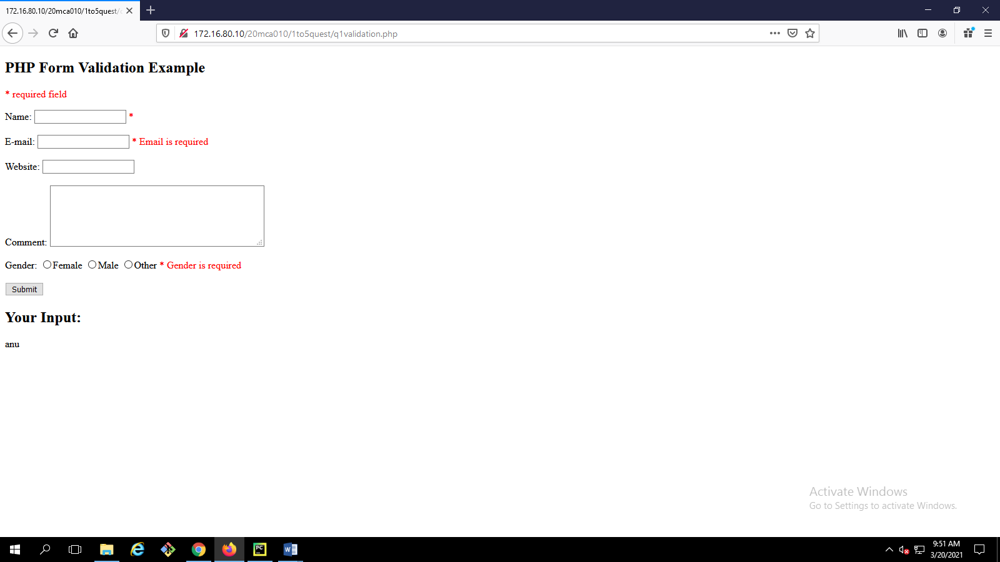 172.16.80.10/20mca010/1to5quest/
172.16.80.10/20mca010/1to5quest/q1validation.php
PHP Form Validation Example
* required field
Name: *
E-mail: * Email is required
Website:
Comment:
Gender: Female Male Other * Gender is required
Submit
Your Input:
anu
Activate Windows
Go to Settings to activate Windows.
PC
W
9:51 AM
3/20/2021